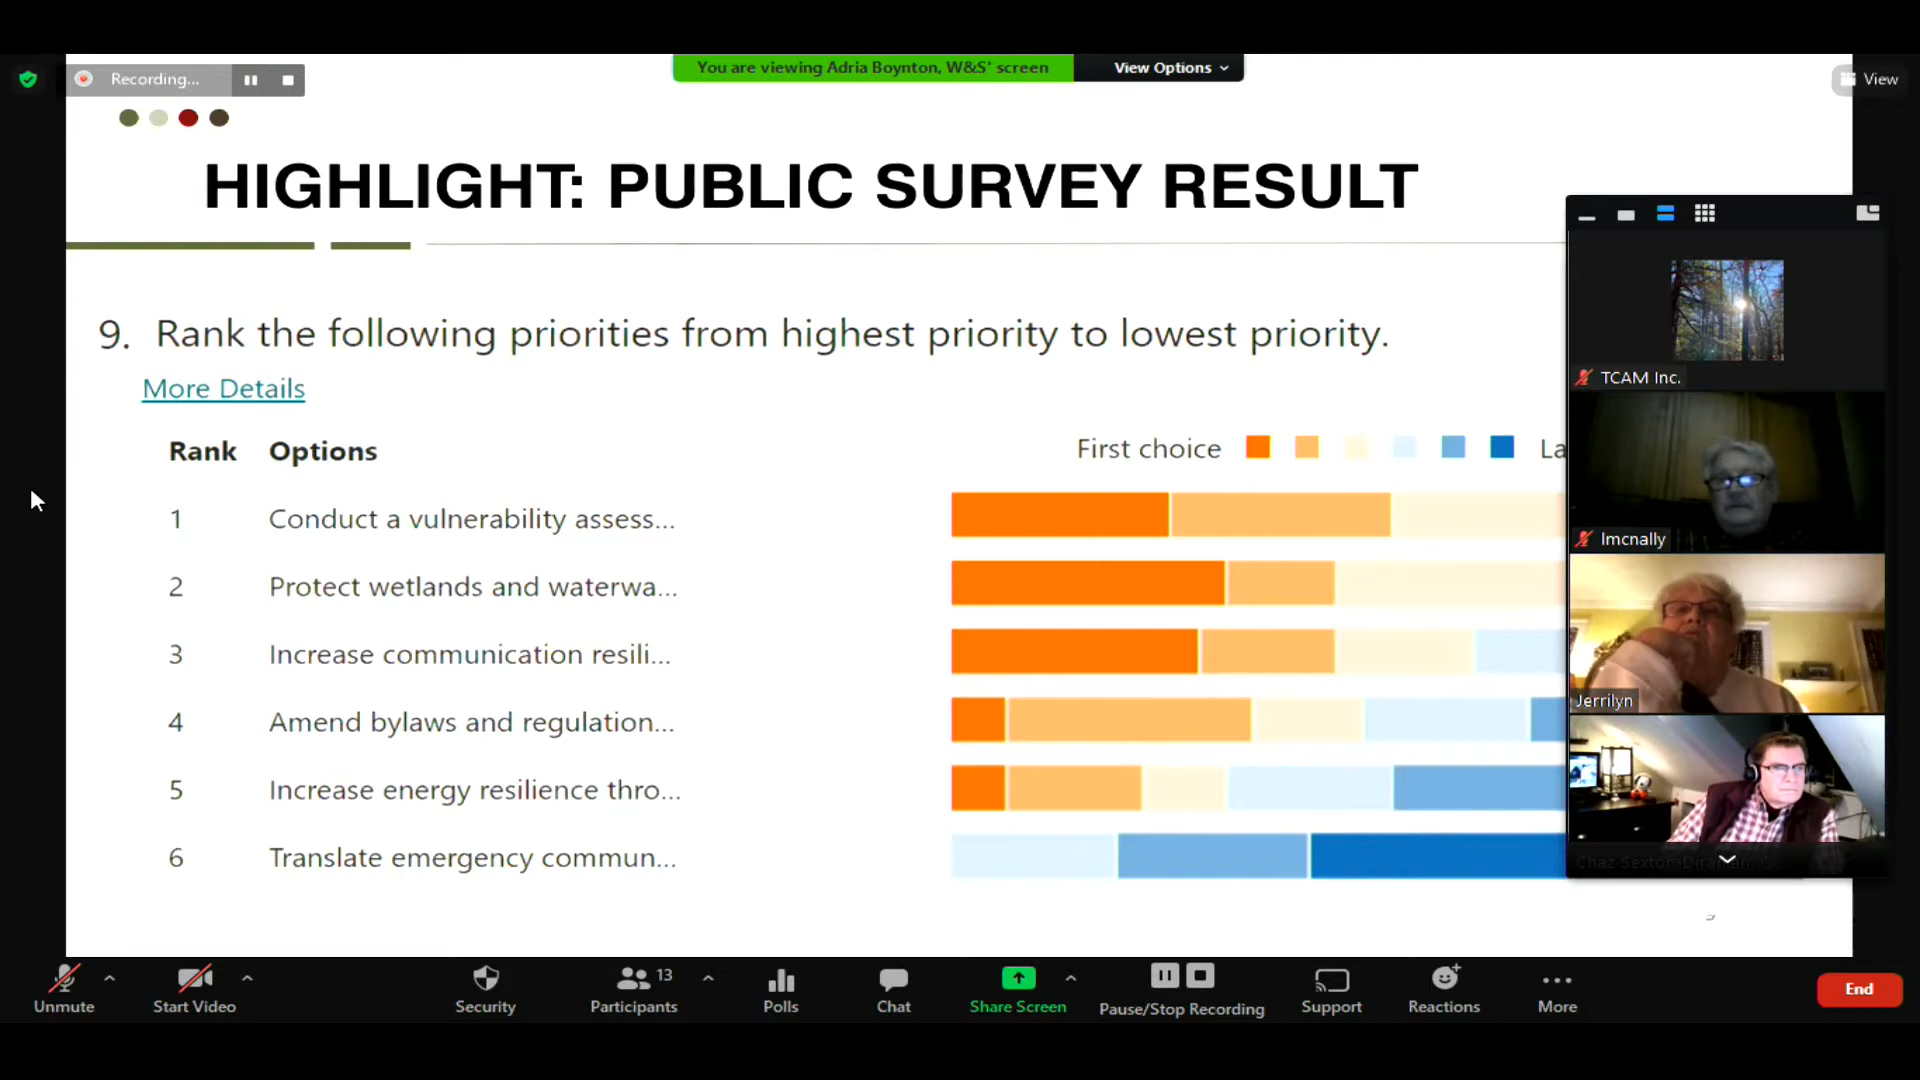 Recording...
You are viewing Adria Boynton, W&S' screen
View Options
View
HIGHLIGHT: PUBLIC SURVEY RESULT
9. Rank the following priorities from highest priority to lowest priority.
More Details
Rank Options
First choice
La
1 Conduct a vulnerability assess...
2 Protect wetlands and waterwa...
3 Increase communication resili...
4 Amend bylaws and regulation...
5 Increase energy resilience thro...
6 Translate emergency commun...
TCAM Inc.
lmcnally
Jerrilyn
Unmute
Start Video
Security
13
Participants
Polls
Chat
Share Screen
Pause/Stop Recording
Support
Reactions
More
End